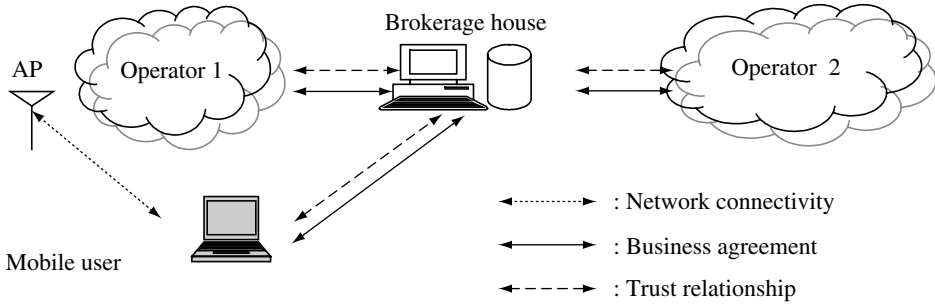 Brokerage house
AP
Operator 1
Operator 2
: Network connectivity
: Business agreement
Mobile user
: Trust relationship